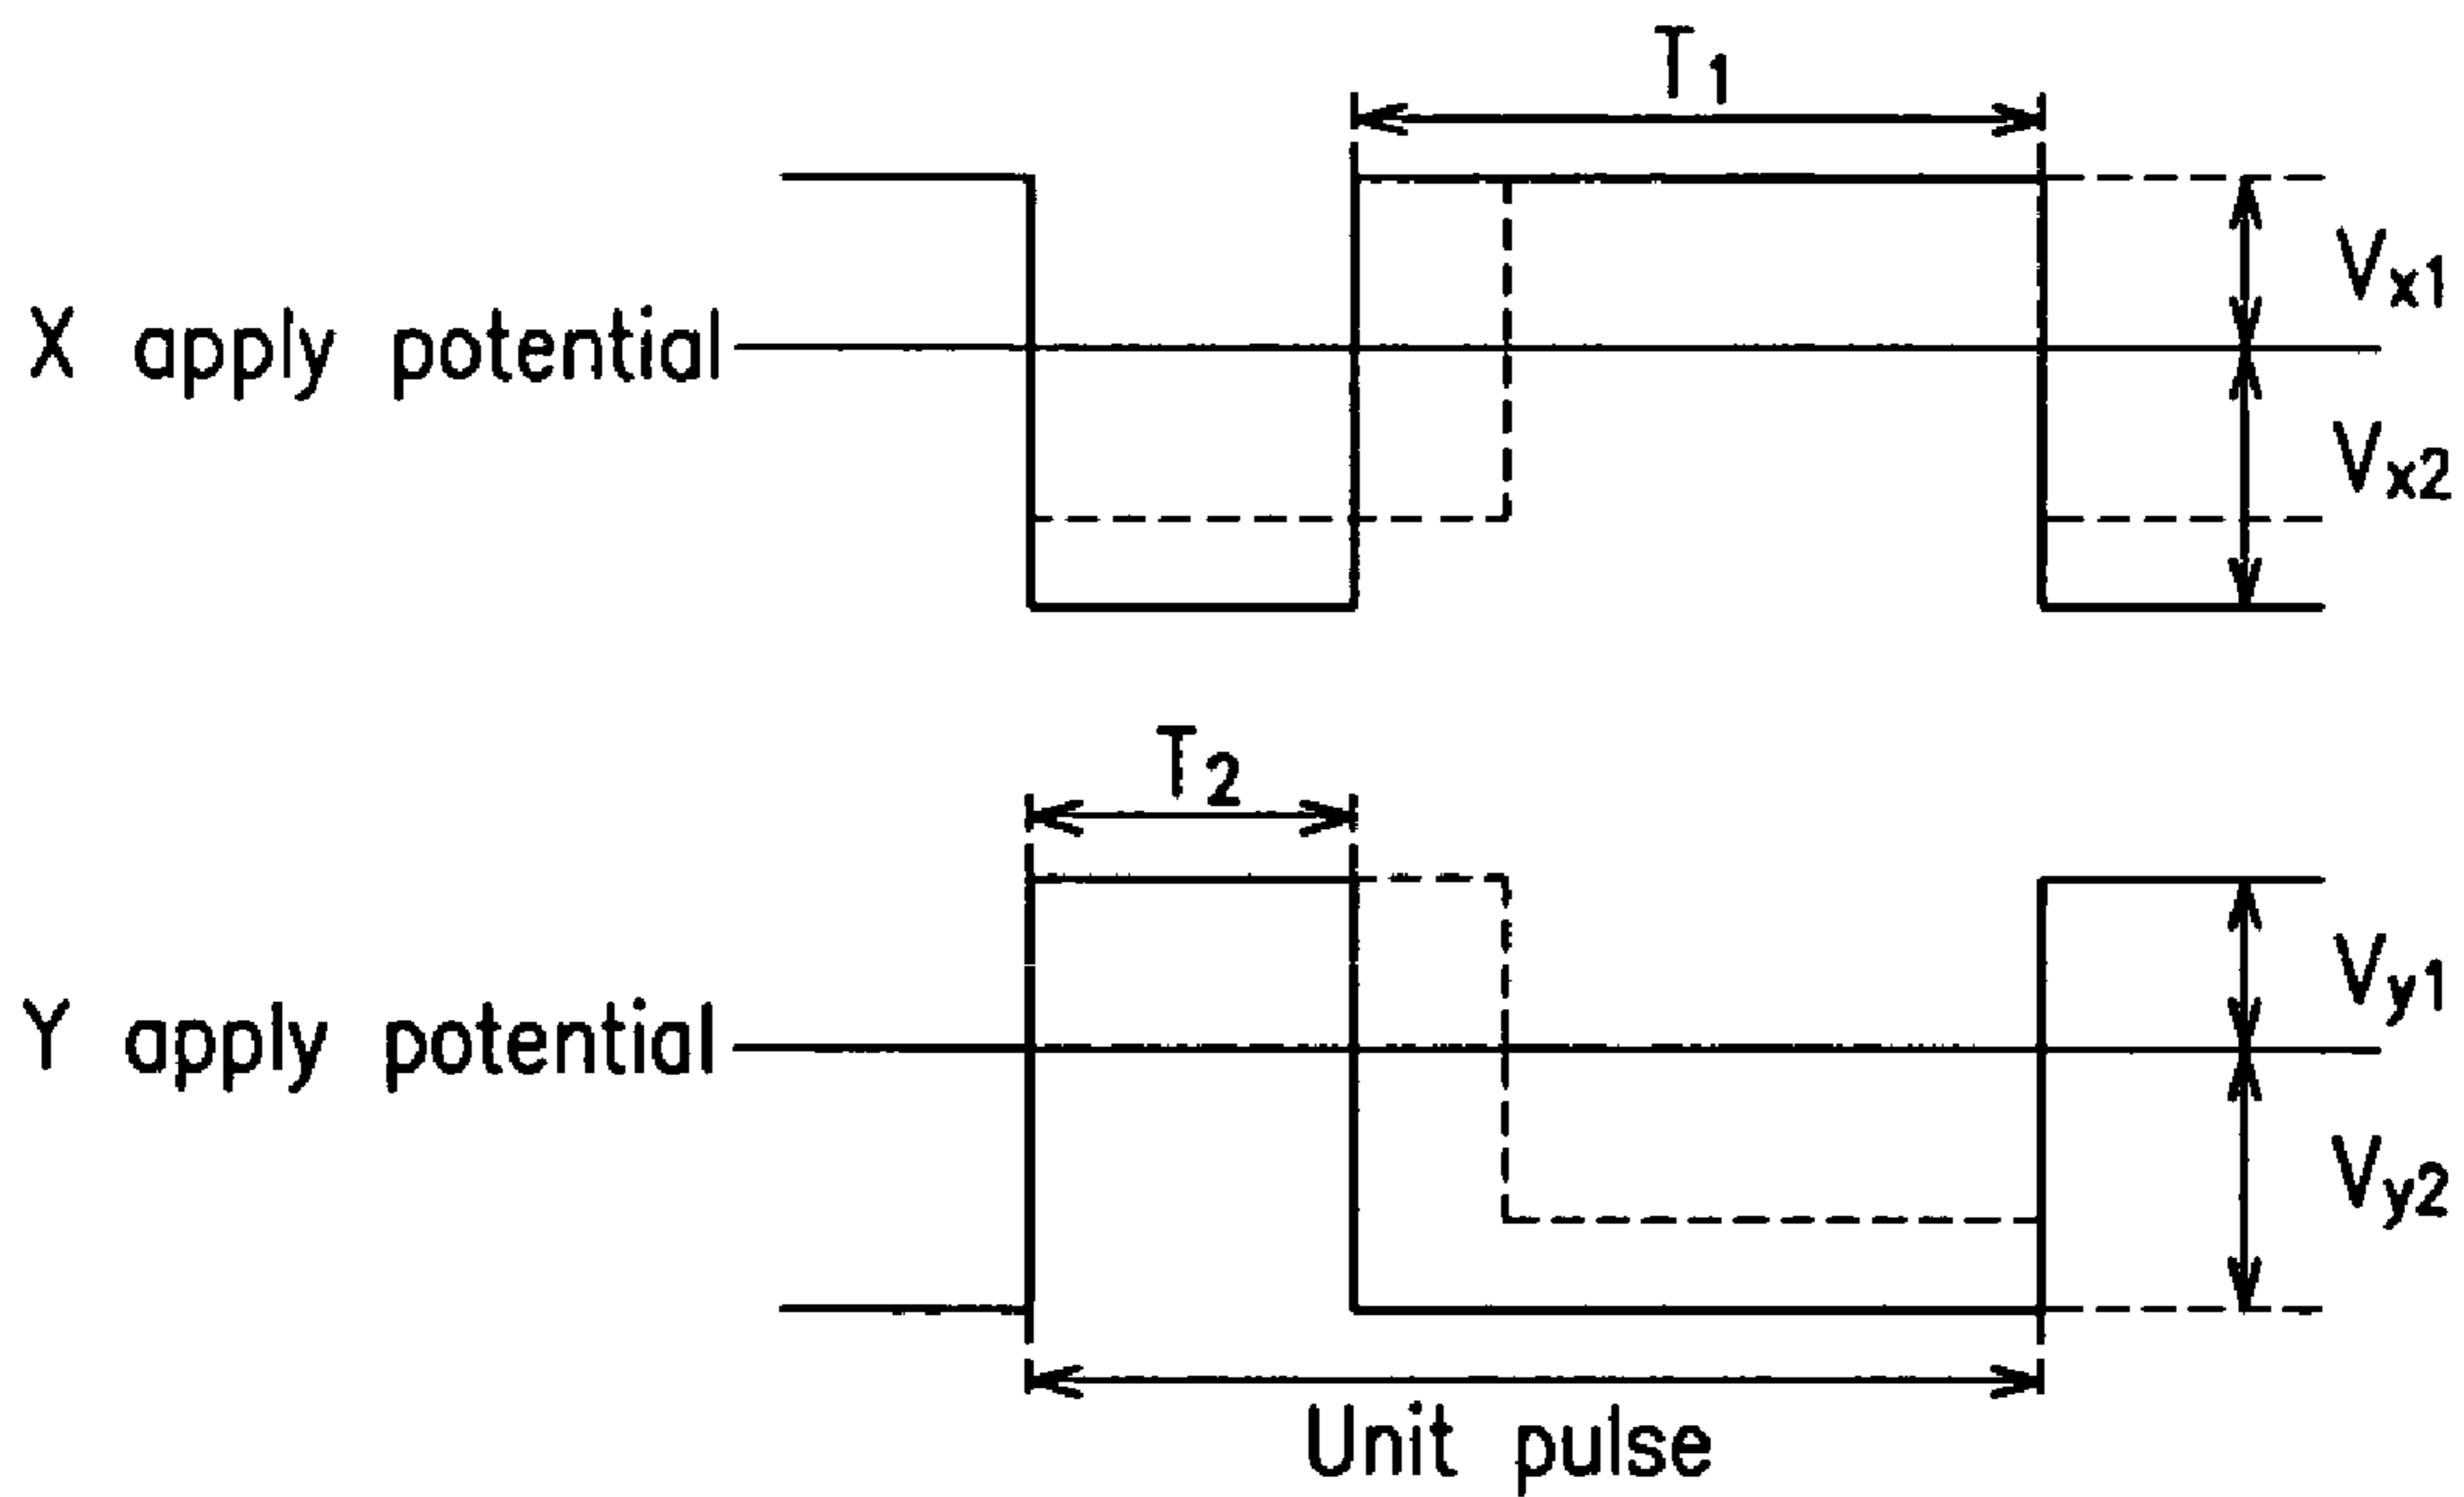 T1
X apply potential
Vx1
Vx2
T2
Y apply potential
Vy1
Vy2
Unit pulse